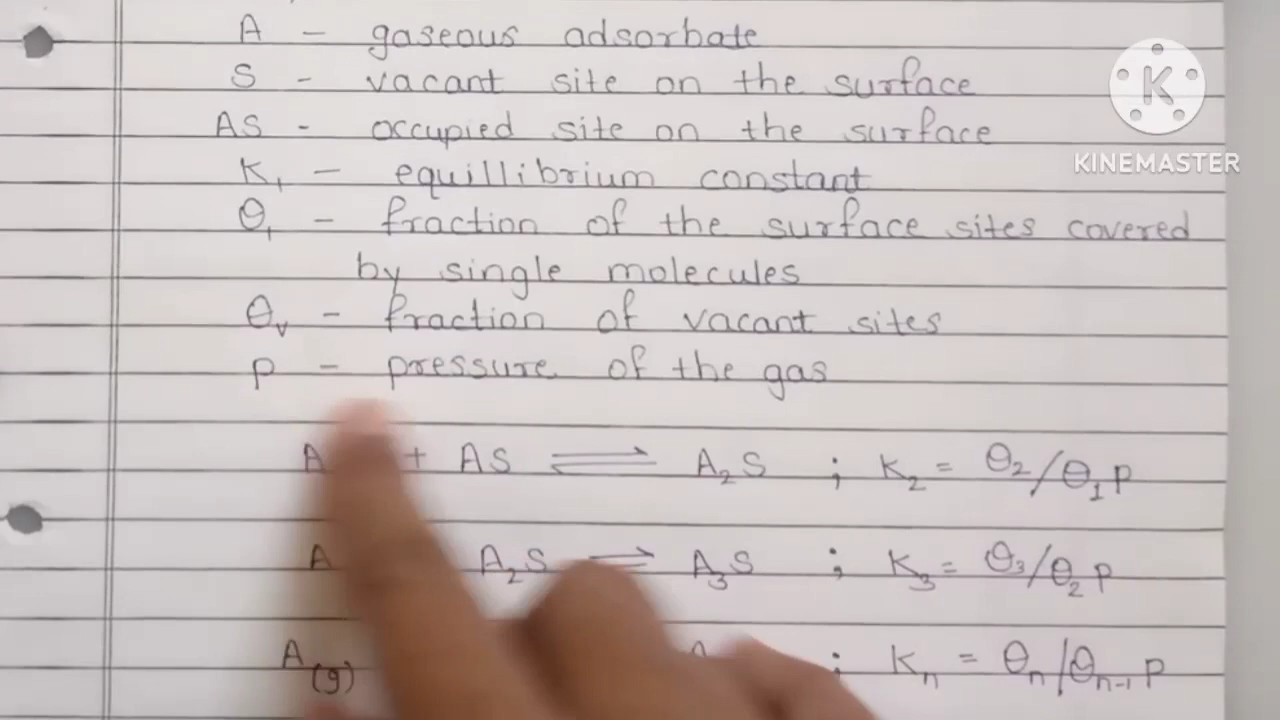 A - gaseous adsorbate
S - vacant site on the surface
AS - occupied site on the surface
K₁ - equillibrium constant
θ₁ - fraction of the surface sites covered
by single molecules
θᵥ - fraction of vacant sites
P - pressure of the gas
A + AS ⇌ A₂S ; K₂ = θ₂/θ₁P
A A₂S ⇌ A₃S ; K₃ = θ₃/θ₂P
A(g) ; Kₙ = θₙ/θₙ₋₁P
K
KINEMASTER